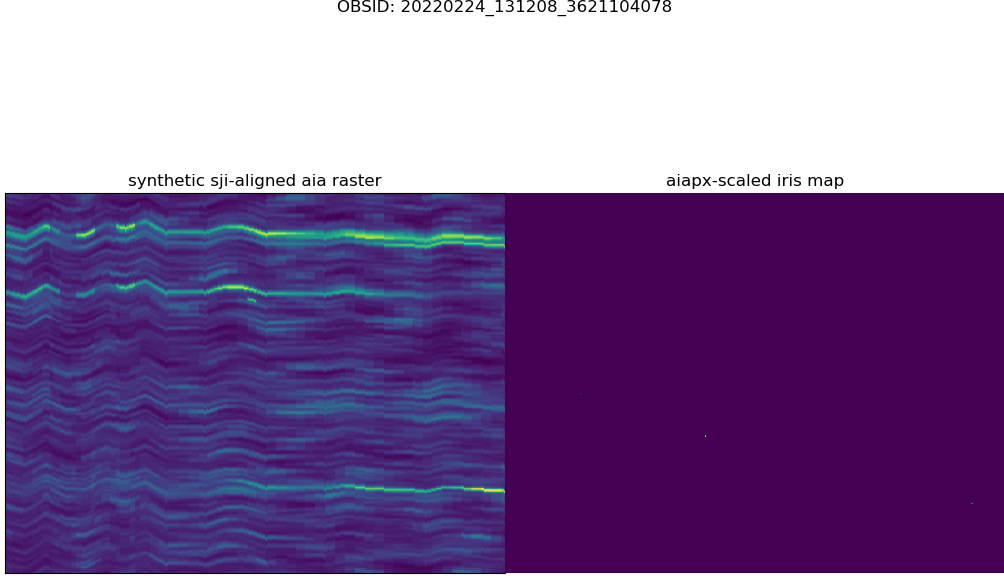 OBSID: 20220224_131208_3621104078
synthetic sji-aligned aia raster
aiapx-scaled iris map